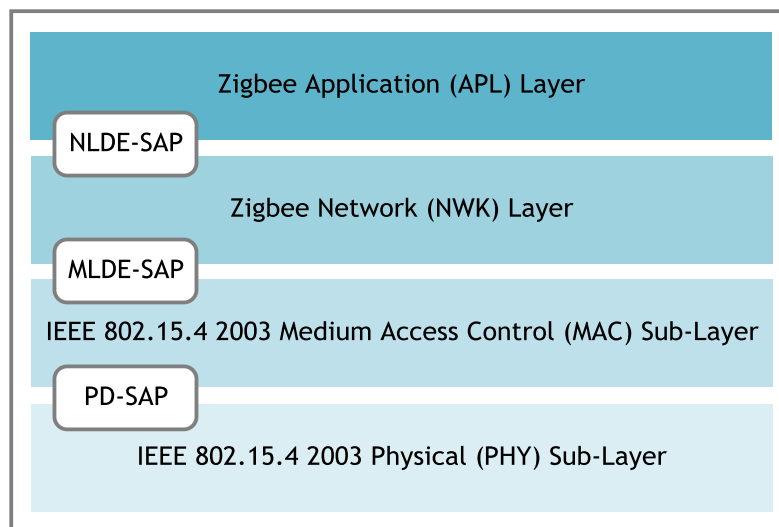 Zigbee Application (APL) Layer
NLDE-SAP
Zigbee Network (NWK) Layer
MLDE-SAP
IEEE 802.15.4 2003 Medium Access Control (MAC) Sub-Layer
PD-SAP
IEEE 802.15.4 2003 Physical (PHY) Sub-Layer